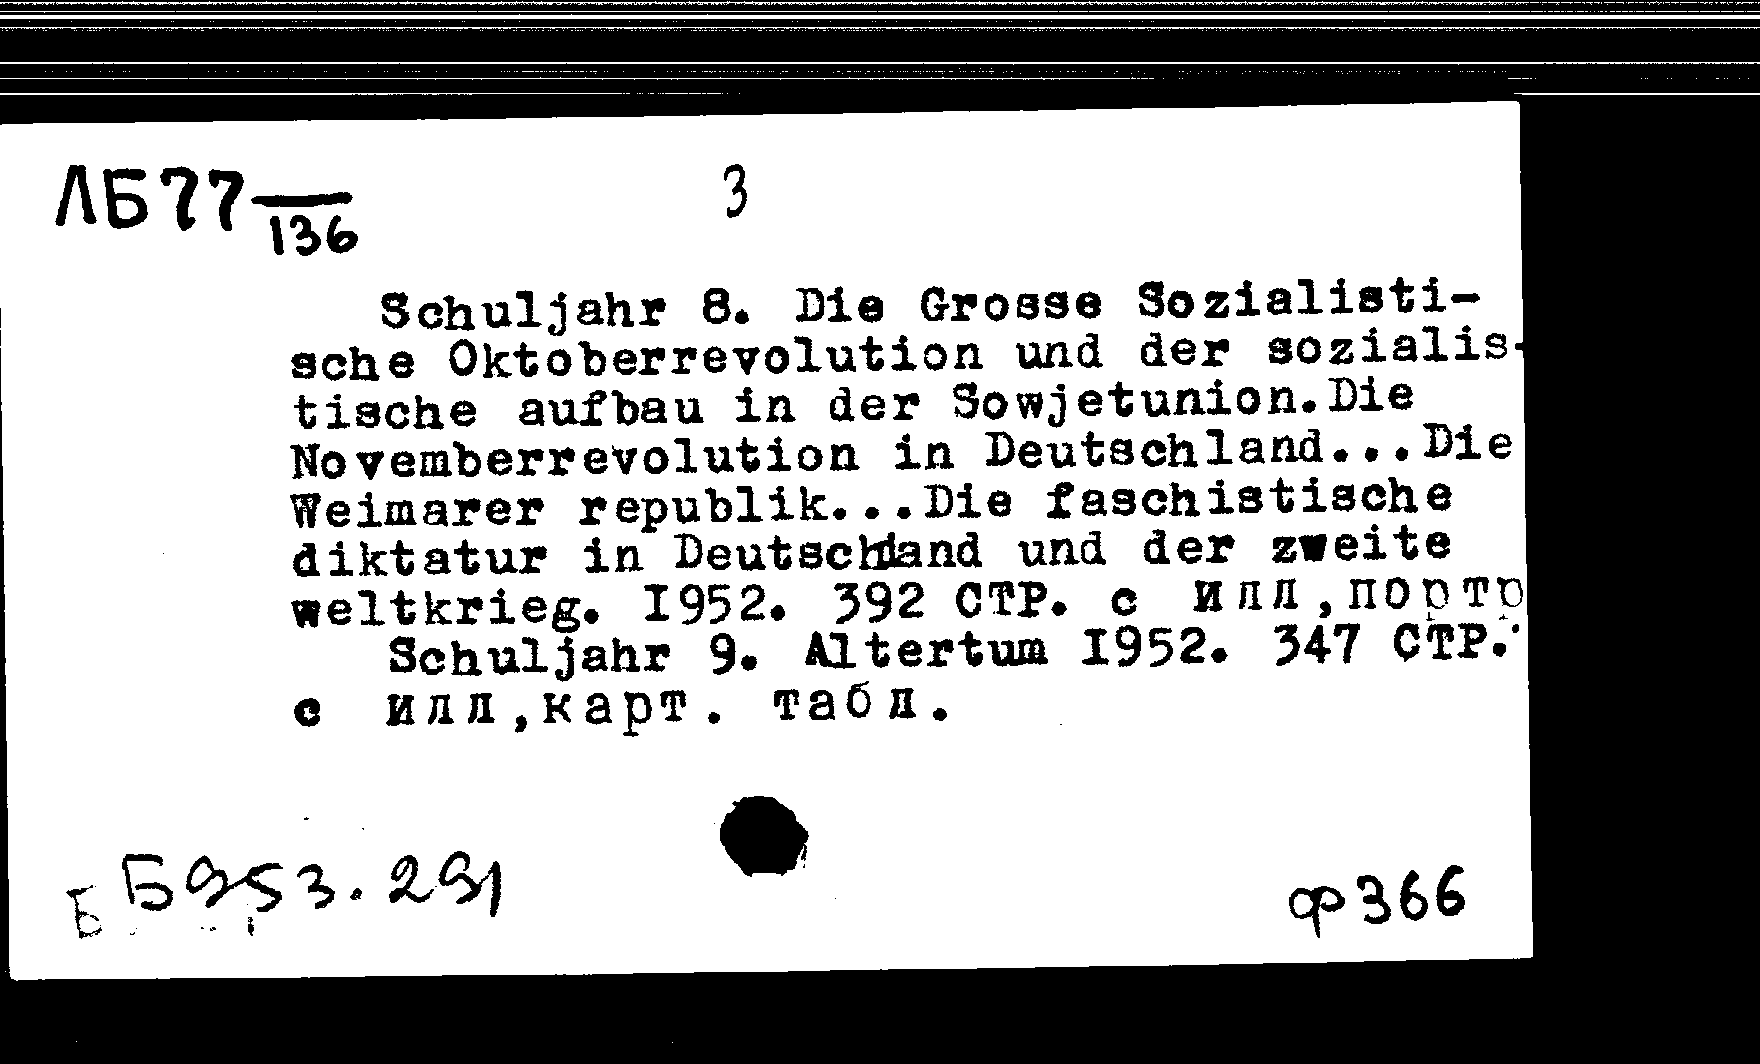 ЛБ77 3
136
Schuljahr 8. Die Grosse Sozialisti-
sche Oktoberrevolution und der sozialis-
tische aufbau in der Sowjetunion.Die
Novemberrevolution in Deutschland...Die
Weimarer republik...Die faschistische
diktatur in Deutschland und der zweite
weltkrieg. I952. 392 СТР. с илл,портр
Schuljahr 9. Altertum I952. 347 СТР.
с илл,карт. табл.
Б Б953.291
ф366